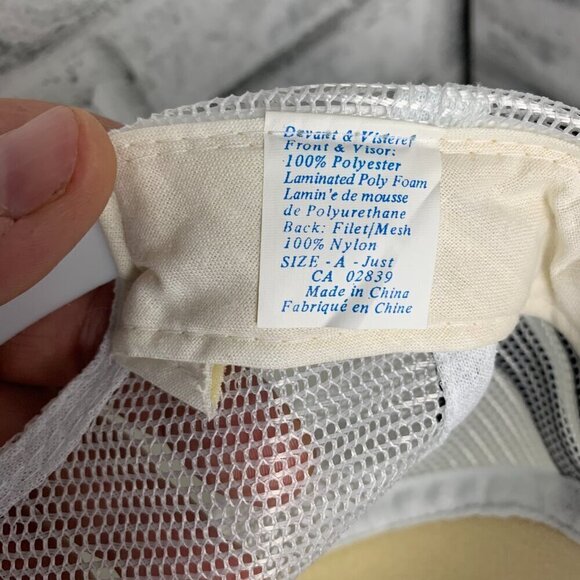 Devant & Visieref
Front & Visor:
100% Polyester
Laminated Poly Foam
Lamin'e de mousse
de Polyurethane
Back: Filet/Mesh
100% Nylon
SIZE - A - Just
CA 02839
Made in China
Fabriqué en Chine